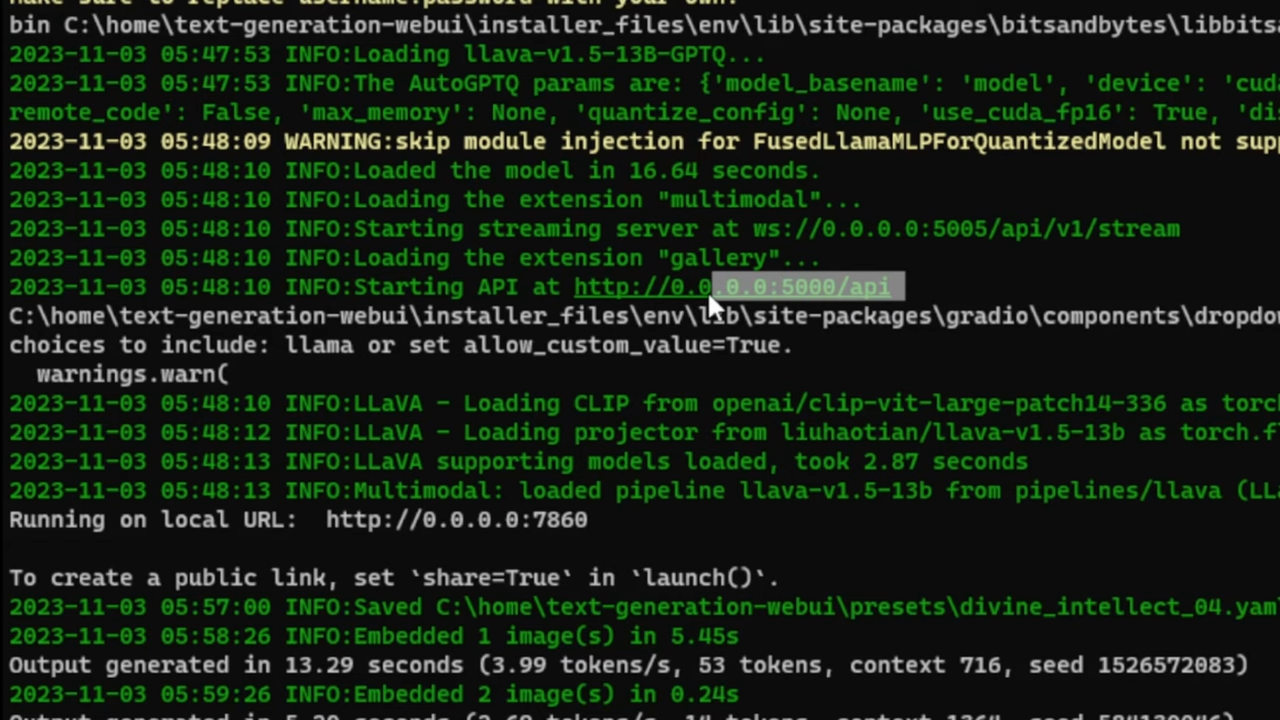 Make sure to replace username:password with your own.
bin C:\home\text-generation-webui\installer_files\env\lib\site-packages\bitsandbytes\libbits
2023-11-03 05:47:53 INFO:Loading llava-v1.5-13B-GPTQ...
2023-11-03 05:47:53 INFO:The AutoGPTQ params are: {'model_basename': 'model', 'device': 'cuda
remote_code': False, 'max_memory': None, 'quantize_config': None, 'use_cuda_fp16': True, 'di
2023-11-03 05:48:09 WARNING:skip module injection for FusedLlamaMLPForQuantizedModel not supp
2023-11-03 05:48:10 INFO:Loaded the model in 16.64 seconds.
2023-11-03 05:48:10 INFO:Loading the extension "multimodal"...
2023-11-03 05:48:10 INFO:Starting streaming server at ws://0.0.0.0:5005/api/v1/stream
2023-11-03 05:48:10 INFO:Loading the extension "gallery"...
2023-11-03 05:48:10 INFO:Starting API at http://0.0.0.0:5000/api
C:\home\text-generation-webui\installer_files\env\lib\site-packages\gradio\components\dropdow
choices to include: llama or set allow_custom_value=True.
warnings.warn(
2023-11-03 05:48:10 INFO:LLaVA - Loading CLIP from openai/clip-vit-large-patch14-336 as torch
2023-11-03 05:48:12 INFO:LLaVA - Loading projector from liuhaotian/llava-v1.5-13b as torch.fl
2023-11-03 05:48:13 INFO:LLaVA supporting models loaded, took 2.87 seconds
2023-11-03 05:48:13 INFO:Multimodal: loaded pipeline llava-v1.5-13b from pipelines/llava (LL
Running on local URL: http://0.0.0.0:7860
To create a public link, set `share=True` in `launch()`.
2023-11-03 05:57:00 INFO:Saved C:\home\text-generation-webui\presets\divine_intellect_04.yaml
2023-11-03 05:58:26 INFO:Embedded 1 image(s) in 5.45s
Output generated in 13.29 seconds (3.99 tokens/s, 53 tokens, context 716, seed 1526572083)
2023-11-03 05:59:26 INFO:Embedded 2 image(s) in 0.24s